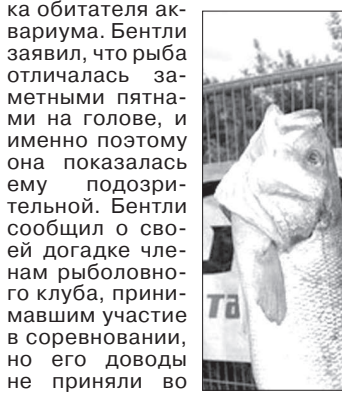 ка обитателя ак-
вариума. Бентли
заявил, что рыба
отличалась за-
метными пятна-
ми на голове, и
именно поэтому
она показалась
ему подозри-
тельной. Бентли
сообщил о сво-
ей догадке чле-
нам рыболовно-
го клуба, прини-
мавшим участие
в соревновании,
но его доводы
не приняли во